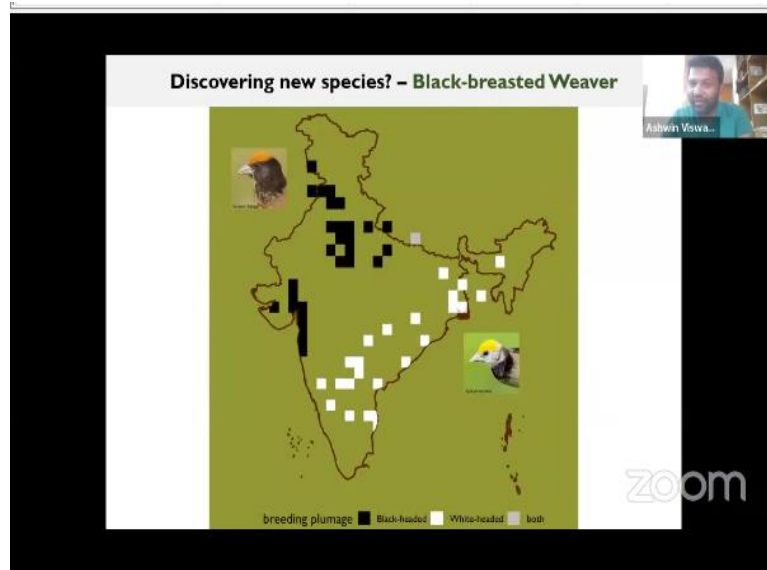 Discovering new species? – Black-breasted Weaver
Ashwin Viswa...
breeding plumage Black-headed White-headed both
zoom